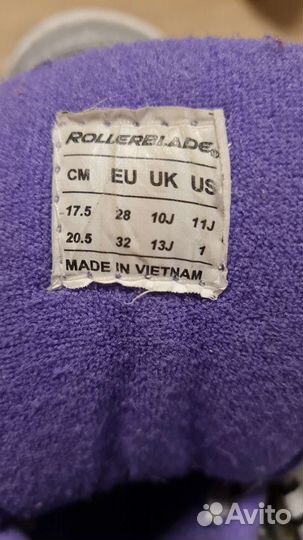 ROLLERBLADE®
CM EU UK US
17.5 28 10J 11J
20.5 32 13J 1
MADE IN VIETNAM
Avito